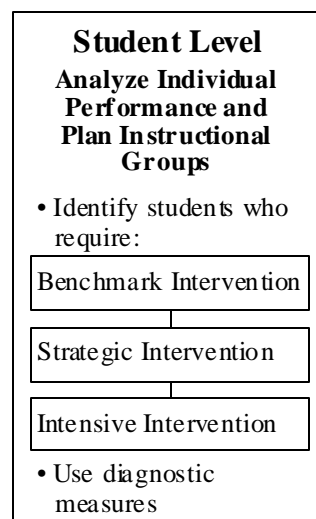 Student Level
Analyze Individual
Performance and
Plan Instructional
Groups
• Identify students who
require:
Benchmark Intervention
Strategic Intervention
Intensive Intervention
• Use diagnostic
measures